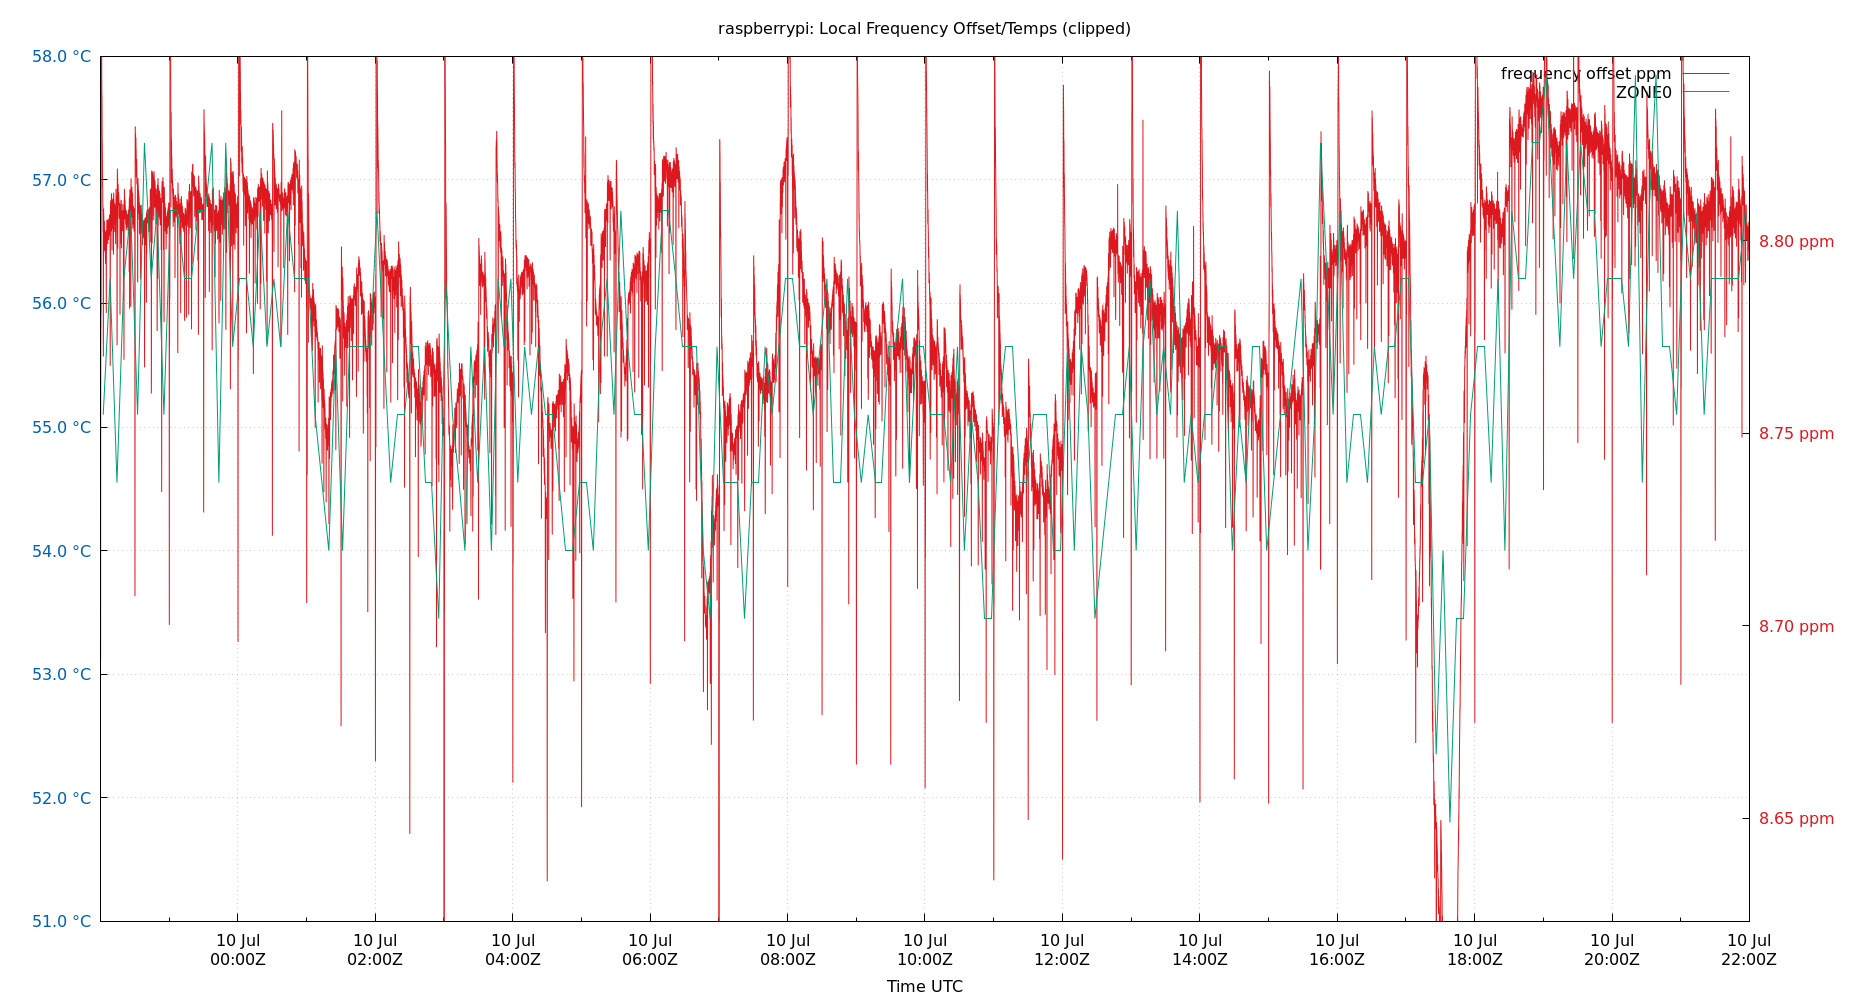 raspberrypi: Local Frequency Offset/Temps (clipped)
58.0 °C
57.0 °C
56.0 °C
55.0 °C
54.0 °C
53.0 °C
52.0 °C
51.0 °C
frequency offset ppm
ZONE0
8.80 ppm
8.75 ppm
8.70 ppm
8.65 ppm
10 Jul 10 Jul 10 Jul 10 Jul 10 Jul 10 Jul 10 Jul 10 Jul 10 Jul 10 Jul 10 Jul 10 Jul
00:00Z 02:00Z 04:00Z 06:00Z 08:00Z 10:00Z 12:00Z 14:00Z 16:00Z 18:00Z 20:00Z 22:00Z
Time UTC